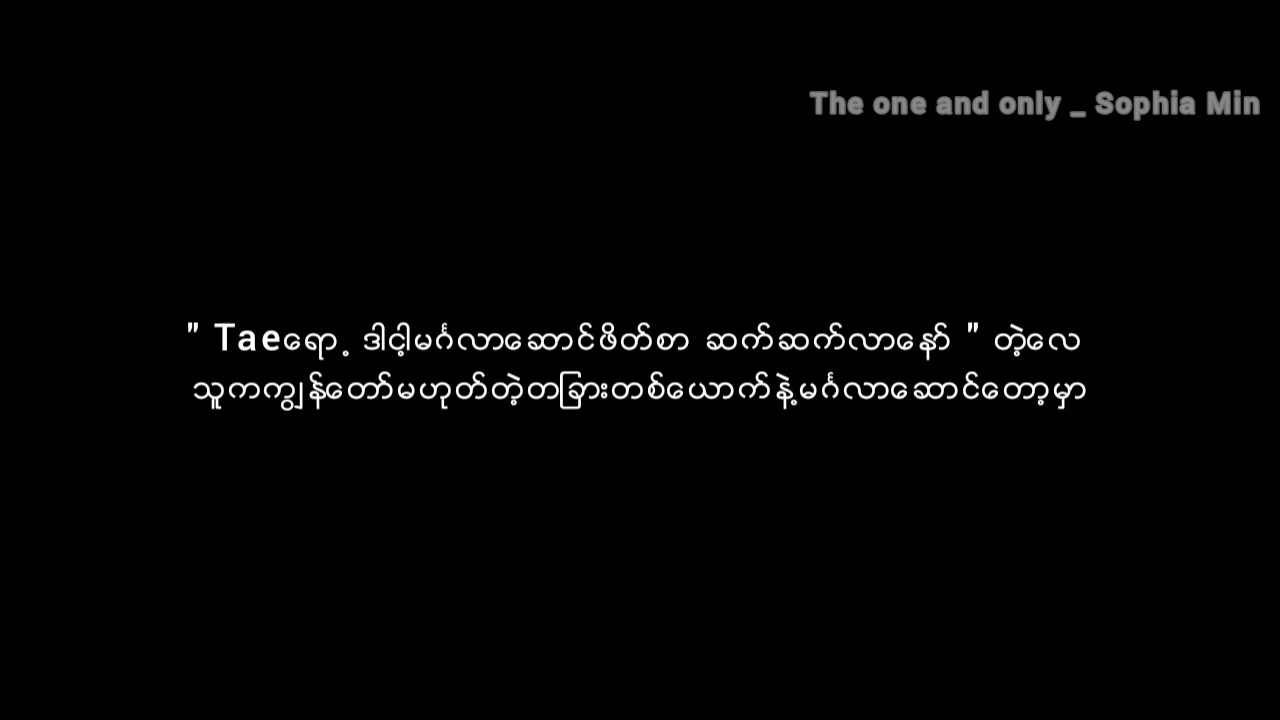 The one and only _ Sophia Min
" Taeရော့ ဒါငါ့မင်္ဂလာဆောင်ဖိတ်စာ ဆက်ဆက်လာနော် " တဲ့လေ
သူကကျွန်တော်မဟုတ်တဲ့တခြားတစ်ယောက်နဲ့မင်္ဂလာဆောင်တော့မှာ